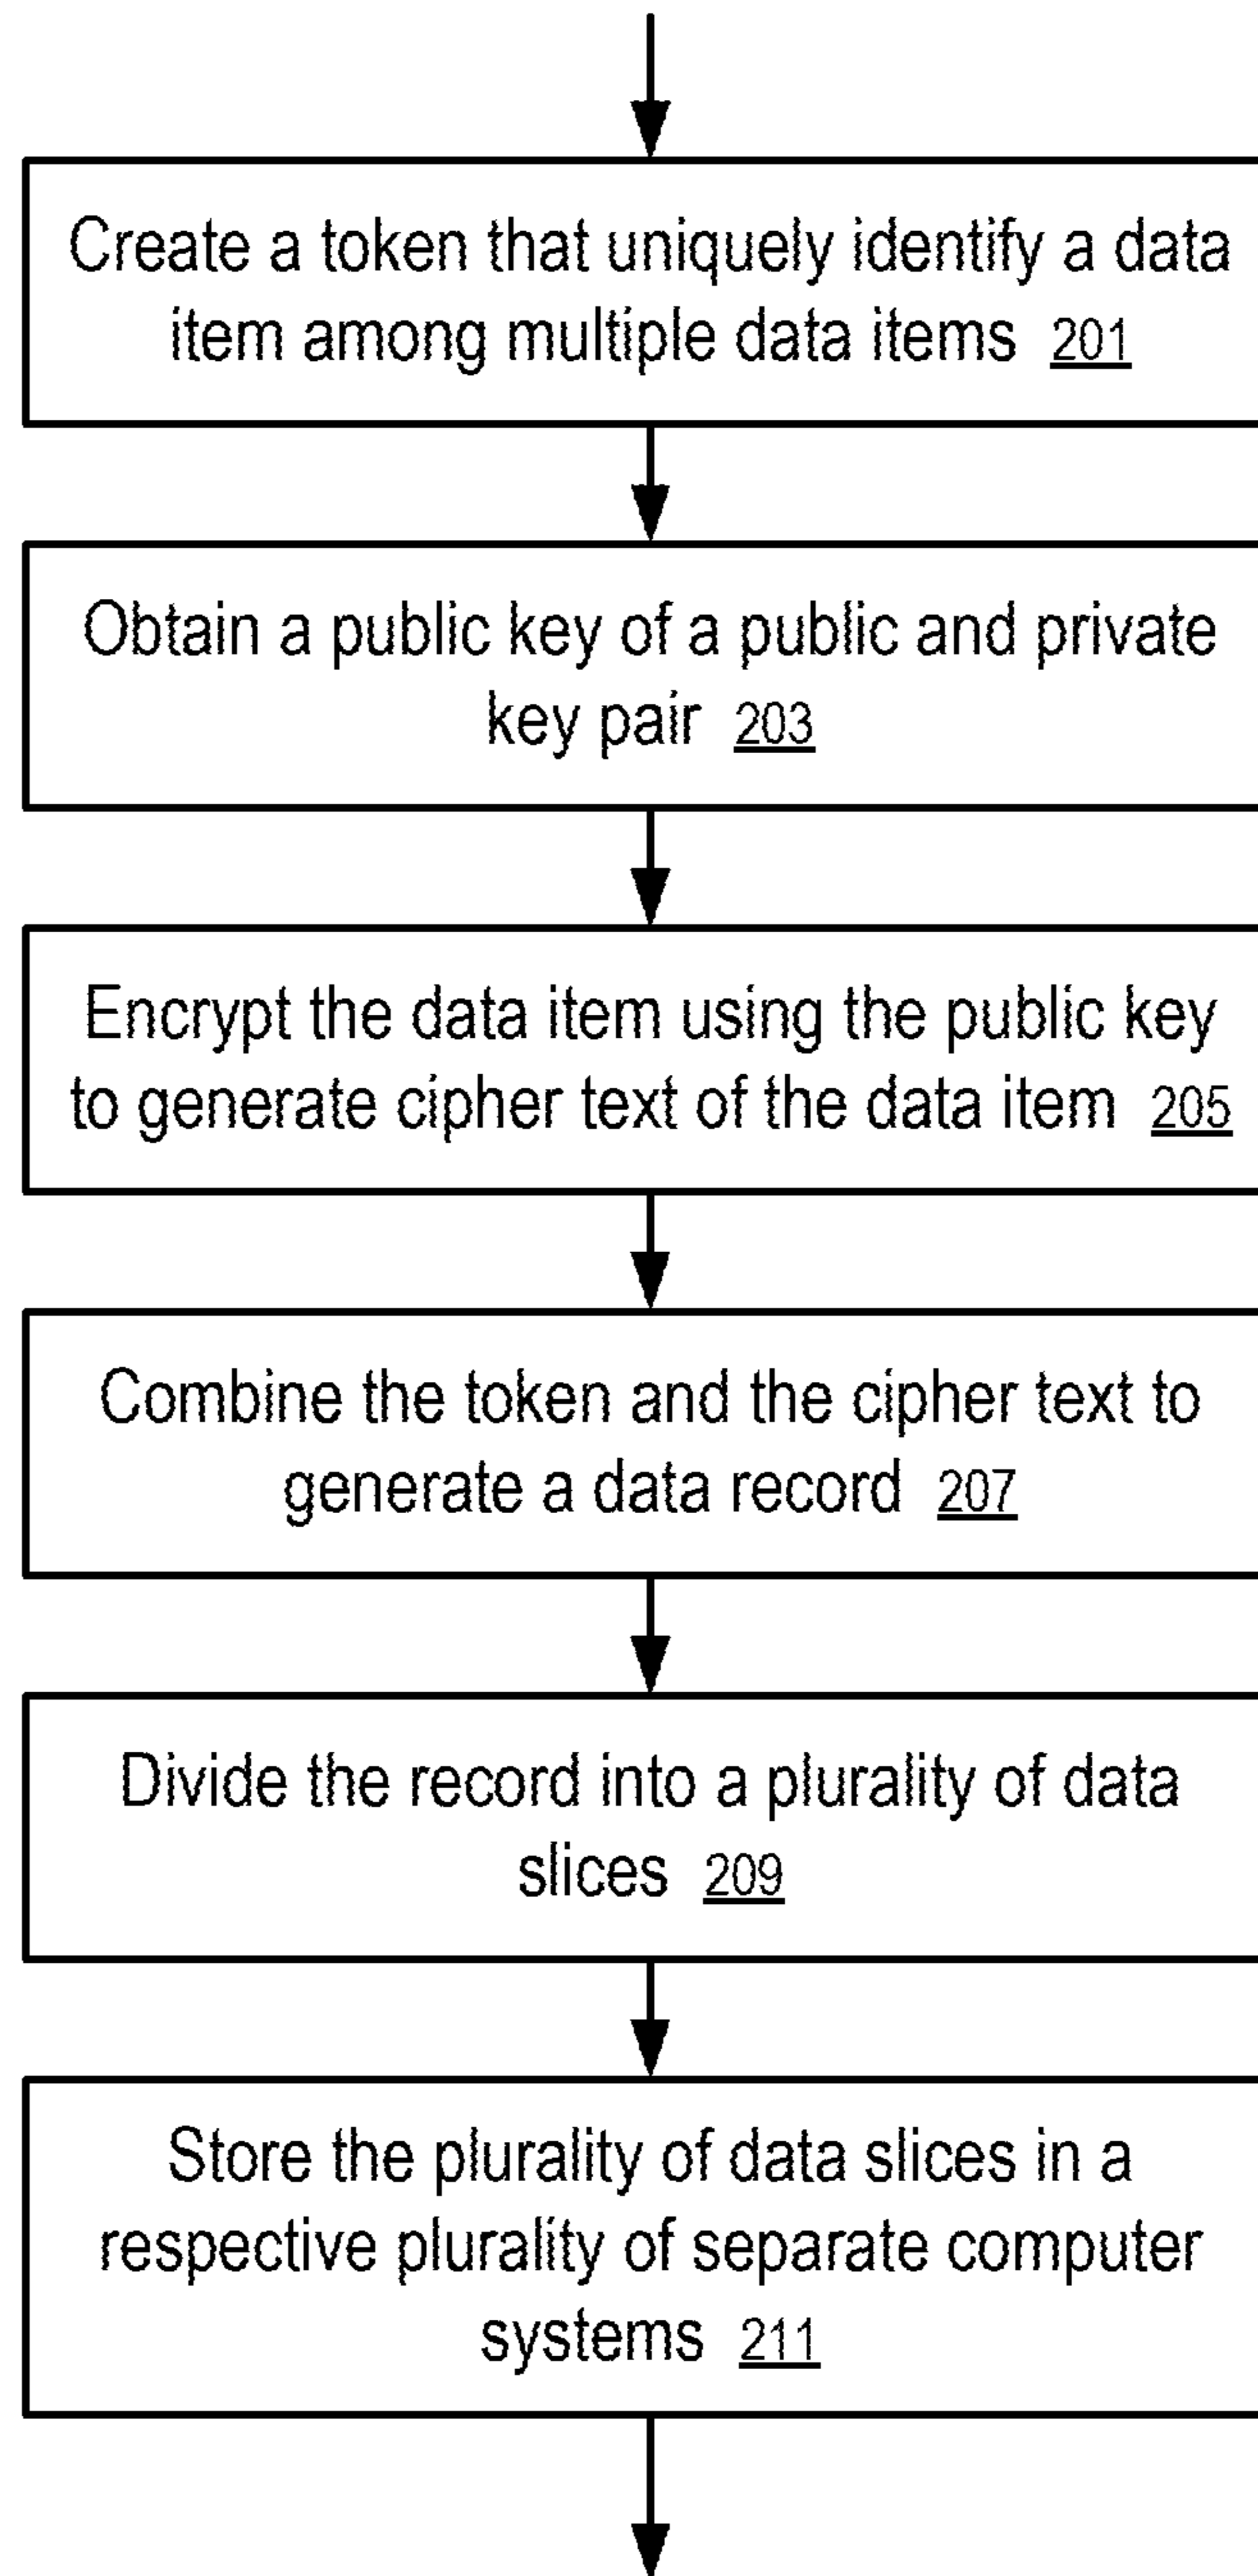 Create a token that uniquely identify a data
item among multiple data items 201
Obtain a public key of a public and private
key pair 203
Encrypt the data item using the public key
to generate cipher text of the data item 205
Combine the token and the cipher text to
generate a data record 207
Divide the record into a plurality of data
slices 209
Store the plurality of data slices in a
respective plurality of separate computer
systems 211